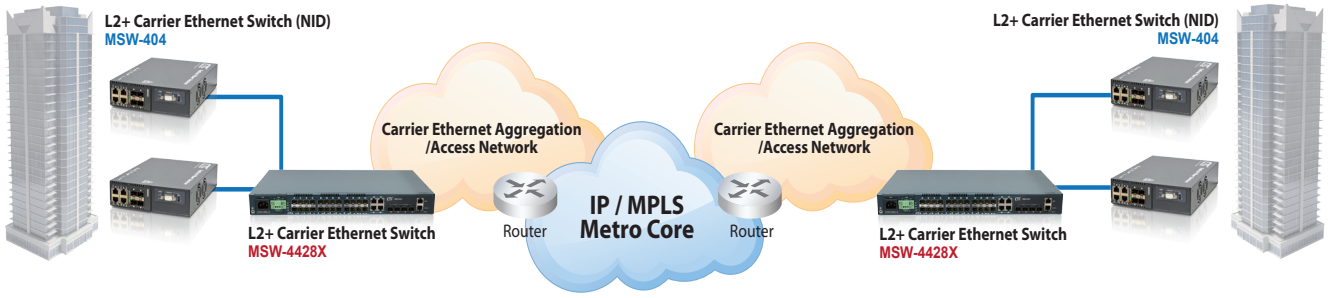 L2+ Carrier Ethernet Switch (NID)
MSW-404
L2+ Carrier Ethernet Switch (NID)
MSW-404
Carrier Ethernet Aggregation
/Access Network
Carrier Ethernet Aggregation
/Access Network
IP / MPLS
Metro Core
Router
Router
L2+ Carrier Ethernet Switch
MSW-4428X
L2+ Carrier Ethernet Switch
MSW-4428X